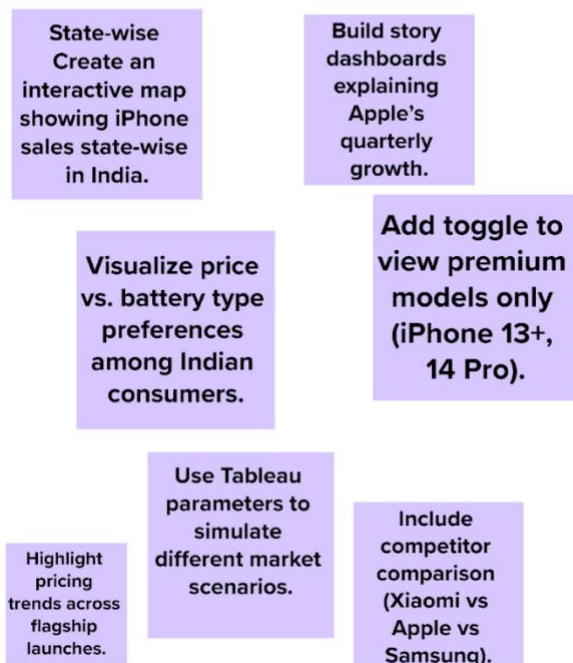 State-wise
Create an
interactive map
showing iPhone
sales state-wise
in India.
Build story
dashboards
explaining
Apple's
quarterly
growth.
Visualize price
vs. battery type
preferences
among Indian
consumers.
Add toggle to
view premium
models only
(iPhone 13+,
14 Pro).
Use Tableau
parameters to
simulate
different market
scenarios.
Highlight
pricing
trends across
flagship
launches.
Include
competitor
comparison
(Xiaomi vs
Apple vs
Samsung).